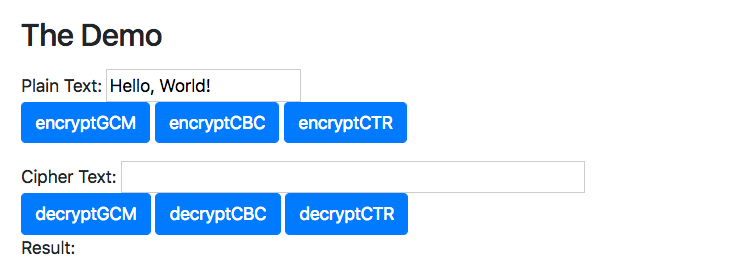 The Demo
Plain Text: Hello, World!
encryptGCM encryptCBC encryptCTR
Cipher Text:
decryptGCM decryptCBC decryptCTR
Result: